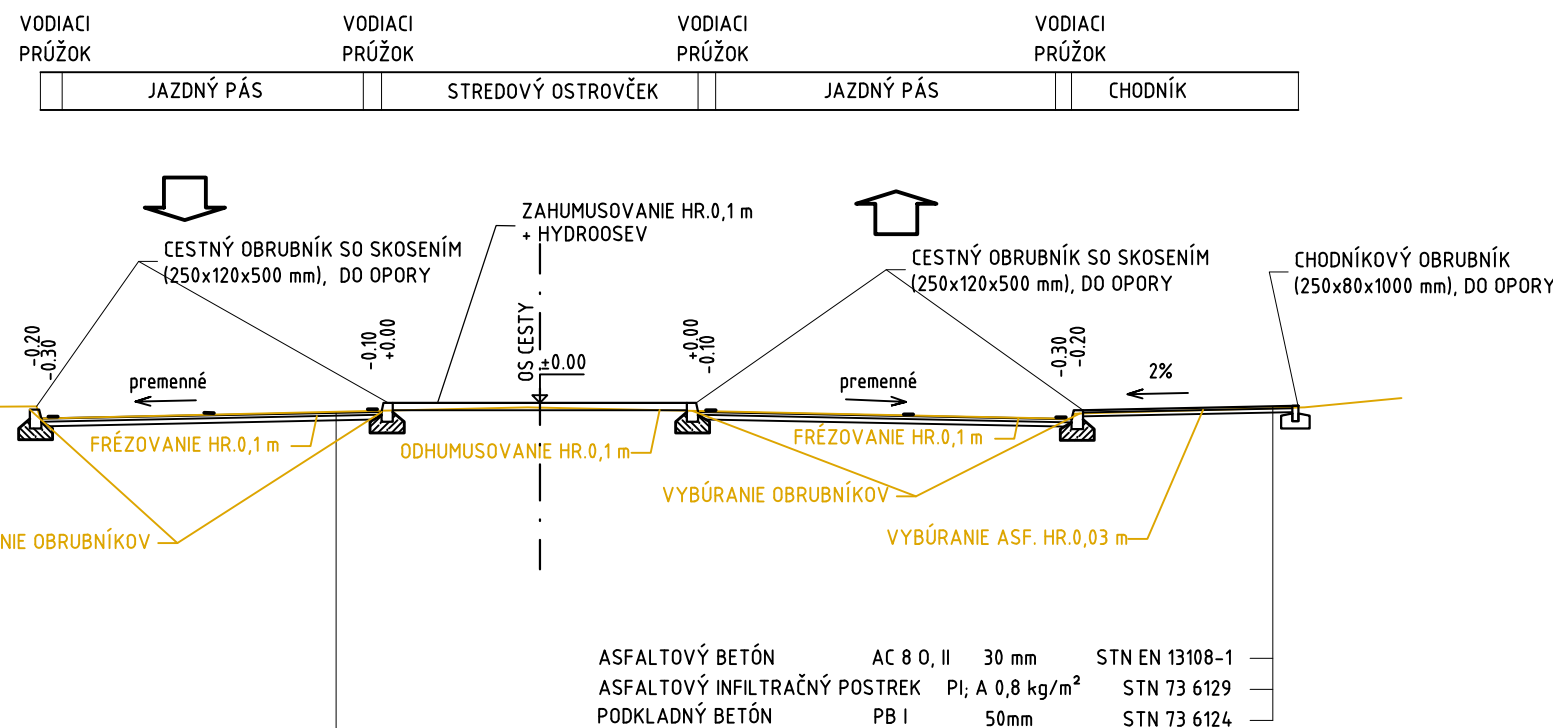 VODIACI
PRÚŽOK
VODIACI
PRÚŽOK
VODIACI
PRÚŽOK
VODIACI
PRÚŽOK
JAZDNÝ PÁS
STREDOVÝ OSTROVČEK
JAZDNÝ PÁS
CHODNÍK
ZAHUMUSOVANIE HR.0,1 m
+ HYDROOSEV
CESTNÝ OBRUBNÍK SO SKOSENÍM
(250x120x500 mm), DO OPORY
CESTNÝ OBRUBNÍK SO SKOSENÍM
(250x120x500 mm), DO OPORY
CHODNÍKOVÝ OBRUBNÍK
(250x80x1000 mm), DO OPORY
-0.20
-0.30
-0.10
+0.00
OS CESTY
±0.00
+0.00
-0.10
-0.30
-0.20
premenné
premenné
2%
FRÉZOVANIE HR.0,1 m
ODHUMUSOVANIE HR.0,1 m
FRÉZOVANIE HR.0,1 m
VYBÚRANIE OBRUBNÍKOV
NIE OBRUBNÍKOV
VYBÚRANIE ASF. HR.0,03 m
ASFALTOVÝ BETÓN AC 8 O, II 30 mm STN EN 13108-1
ASFALTOVÝ INFILTRAČNÝ POSTREK PI; A 0,8 kg/m² STN 73 6129
PODKLADNÝ BETÓN PB I 50mm STN 73 6124